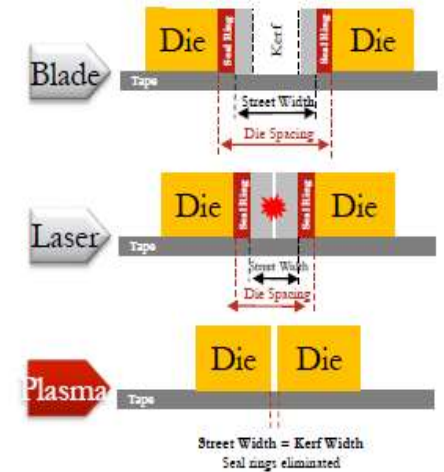 Die Seal Ring Kerf Seal Ring Die
Blade
Tape
Street Width
Die Spacing
Die Seal Ring Seal Ring Die
Laser
Street Width
Die Spacing
Die Die
Plasma
Tape
Street Width = Kerf Width
Seal rings eliminated